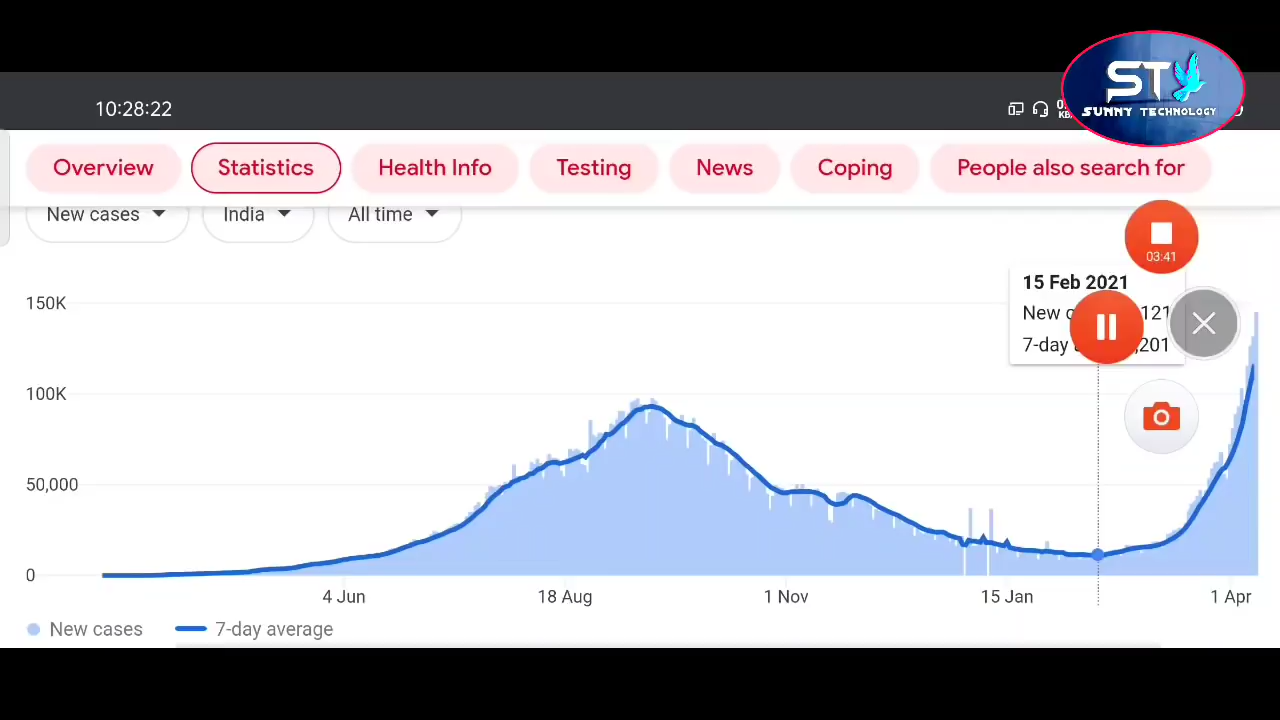 10:28:22
ST
SUNNY TECHNOLOGY
Overview
Statistics
Health Info
Testing
News
Coping
People also search for
New cases
India
All time
03:41
15 Feb 2021
New
121
7-day
,201
150K
100K
50,000
0
4 Jun
18 Aug
1 Nov
15 Jan
1 Apr
New cases
7-day average